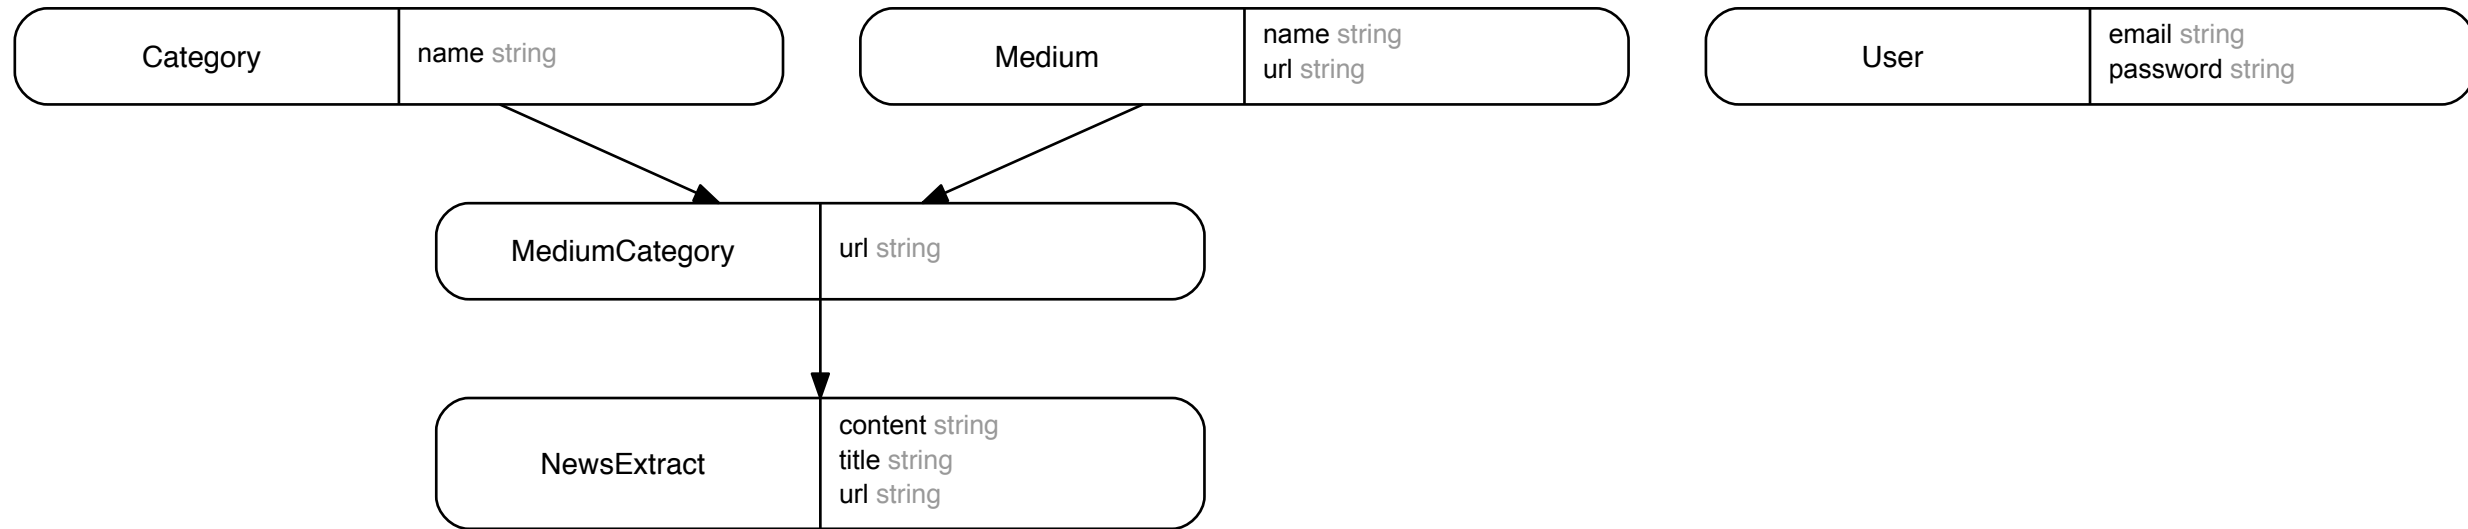 Category
name string
Medium
name string
url string
User
email string
password string
MediumCategory
url string
NewsExtract
content string
title string
url string